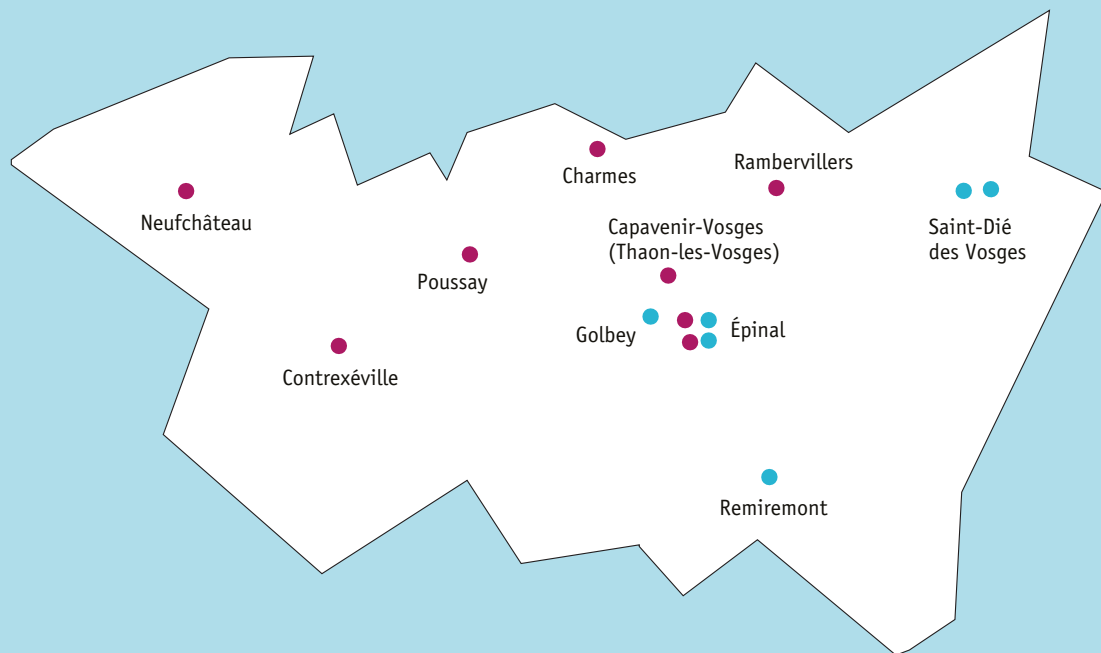 Charmes
Rambervillers
Neufchâteau
Capavenir-Vosges
(Thaon-les-Vosges)
Saint-Dié
des Vosges
Poussay
Golbey
Épinal
Contrexéville
Remiremont